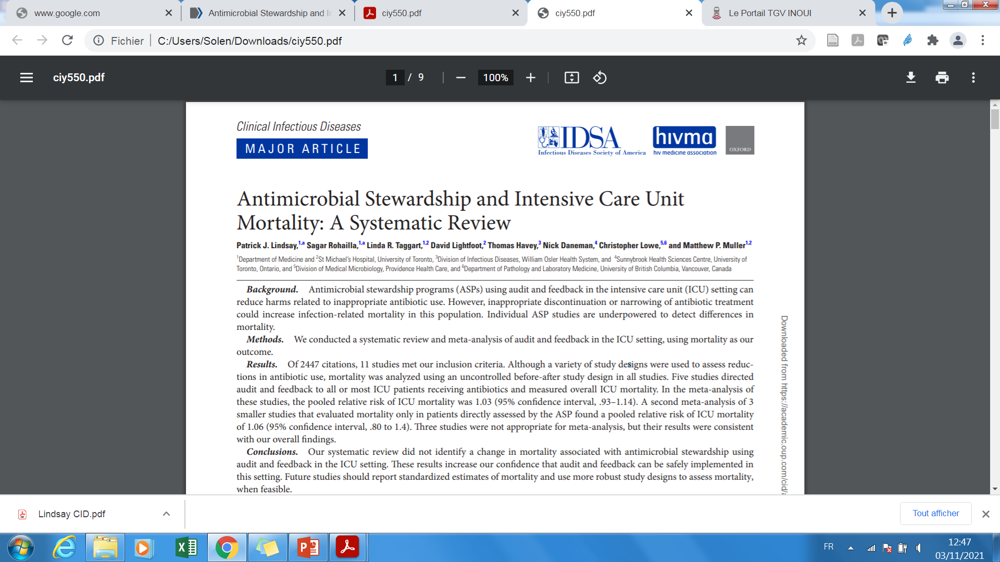 www.google.com
Antimicrobial Stewardship and In
ciy550.pdf
ciy550.pdf
Le Portail TGV INOUI
Fichier
C:/Users/Solen/Downloads/ciy550.pdf
ciy550.pdf
1 / 9
100%
Clinical Infectious Diseases
MAJOR ARTICLE
IDSA
Infectious Diseases Society of America
hivma
hiv medicine association
OXFORD
Antimicrobial Stewardship and Intensive Care Unit
Mortality: A Systematic Review
Patrick J. Lindsay,1,a Sagar Rohailla,1,a Linda R. Taggart,1,2 David Lightfoot,2 Thomas Havey,3 Nick Daneman,4 Christopher Lowe,5,6 and Matthew P. Muller1,2
1Department of Medicine and 2St Michael's Hospital, University of Toronto, 3Division of Infectious Diseases, William Osler Health System, and 4Sunnybrook Health Sciences Centre, University of
Toronto, Ontario, and 5Division of Medical Microbiology, Providence Health Care, and 6Department of Pathology and Laboratory Medicine, University of British Columbia, Vancouver, Canada
Background. Antimicrobial stewardship programs (ASPs) using audit and feedback in the intensive care unit (ICU) setting can
reduce harms related to inappropriate antibiotic use. However, inappropriate discontinuation or narrowing of antibiotic treatment
could increase infection-related mortality in this population. Individual ASP studies are underpowered to detect differences in
mortality.
Methods. We conducted a systematic review and meta-analysis of audit and feedback in the ICU setting, using mortality as our
outcome.
Results. Of 2447 citations, 11 studies met our inclusion criteria. Although a variety of study designs were used to assess reduc-
tions in antibiotic use, mortality was analyzed using an uncontrolled before-after study design in all studies. Five studies directed
audit and feedback to all or most ICU patients receiving antibiotics and measured overall ICU mortality. In the meta-analysis of
these studies, the pooled relative risk of ICU mortality was 1.03 (95% confidence interval, .93–1.14). A second meta-analysis of 3
smaller studies that evaluated mortality only in patients directly assessed by the ASP found a pooled relative risk of ICU mortality
of 1.06 (95% confidence interval, .80 to 1.4). Three studies were not appropriate for meta-analysis, but their results were consistent
with our overall findings.
Conclusions. Our systematic review did not identify a change in mortality associated with antimicrobial stewardship using
audit and feedback in the ICU setting. These results increase our confidence that audit and feedback can be safely implemented in
this setting. Future studies should report standardized estimates of mortality and use more robust study designs to assess mortality,
when feasible.
Downloaded from https://academic.oup.com/cid/a
Lindsay CID.pdf
Tout afficher
FR
12:47
03/11/2021